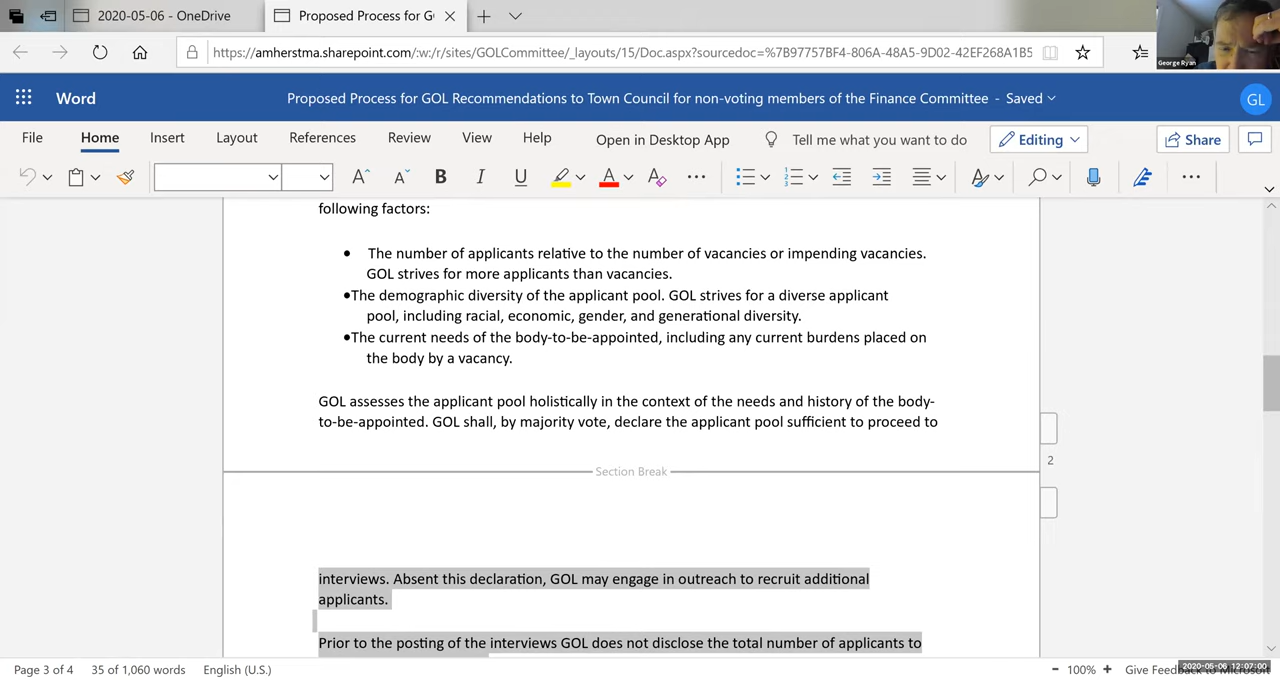 2020-05-06 - OneDrive
Proposed Process for G
https://amherstma.sharepoint.com/:w:/r/sites/GOLCommittee/_layouts/15/Doc.aspx?sourcedoc=%7B97757BF4-806A-48A5-9D02-42EF268A1B5
George Ryan
Word
Proposed Process for GOL Recommendations to Town Council for non-voting members of the Finance Committee - Saved
GL
File Home Insert Layout References Review View Help Open in Desktop App Tell me what you want to do Editing Share
B I U A
following factors:
• The number of applicants relative to the number of vacancies or impending vacancies.
GOL strives for more applicants than vacancies.
•The demographic diversity of the applicant pool. GOL strives for a diverse applicant
pool, including racial, economic, gender, and generational diversity.
•The current needs of the body-to-be-appointed, including any current burdens placed on
the body by a vacancy.
GOL assesses the applicant pool holistically in the context of the needs and history of the body-
to-be-appointed. GOL shall, by majority vote, declare the applicant pool sufficient to proceed to
2
Section Break
interviews. Absent this declaration, GOL may engage in outreach to recruit additional
applicants.
Prior to the posting of the interviews GOL does not disclose the total number of applicants to
Page 3 of 4 35 of 1,060 words English (U.S.) - 100% + Give Feedback to Microsoft
2020-05-06 12:07:00